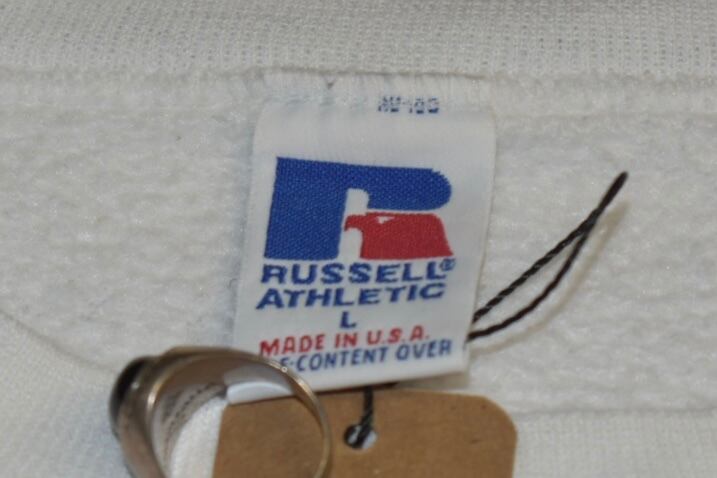 RUSSELL®
ATHLETIC
L
MADE IN U.S.A.
-CONTENT OVER